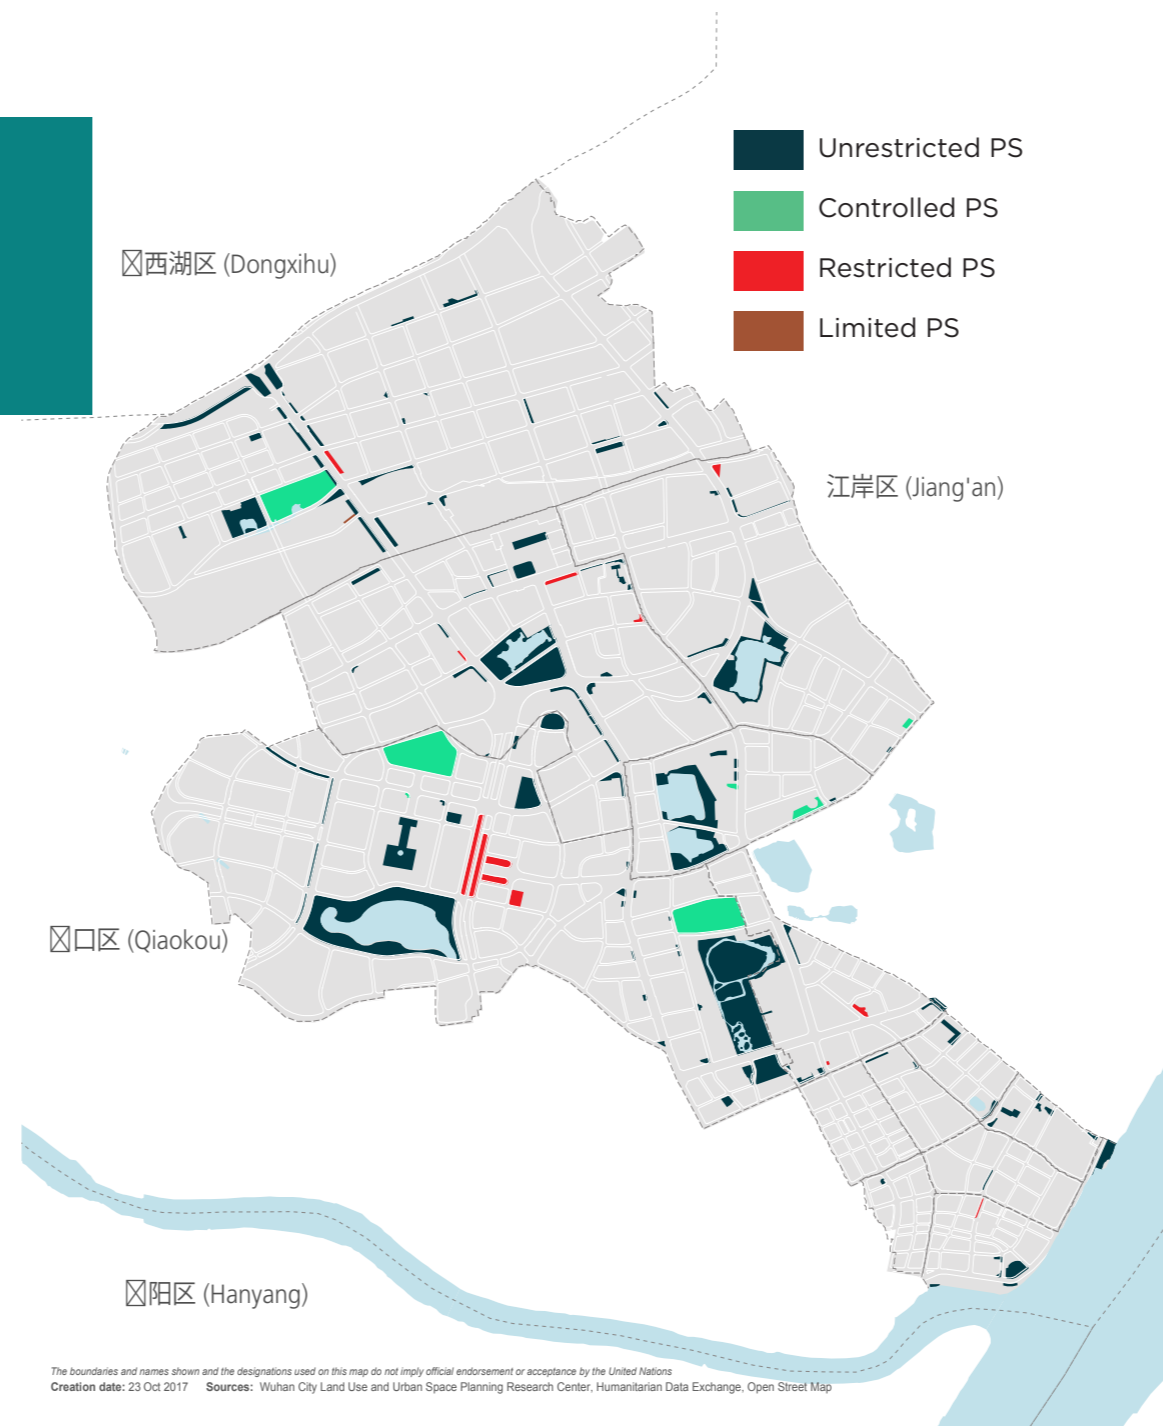 Unrestricted PS
Controlled PS
Restricted PS
Limited PS
西湖区 (Dongxihu)
江岸区 (Jiang'an)
口区 (Qiaokou)
阳区 (Hanyang)
The boundaries and names shown and the designations used on this map do not imply official endorsement or acceptance by the United Nations
Creation date: 23 Oct 2017 Sources: Wuhan City Land Use and Urban Space Planning Research Center, Humanitarian Data Exchange, Open Street Map